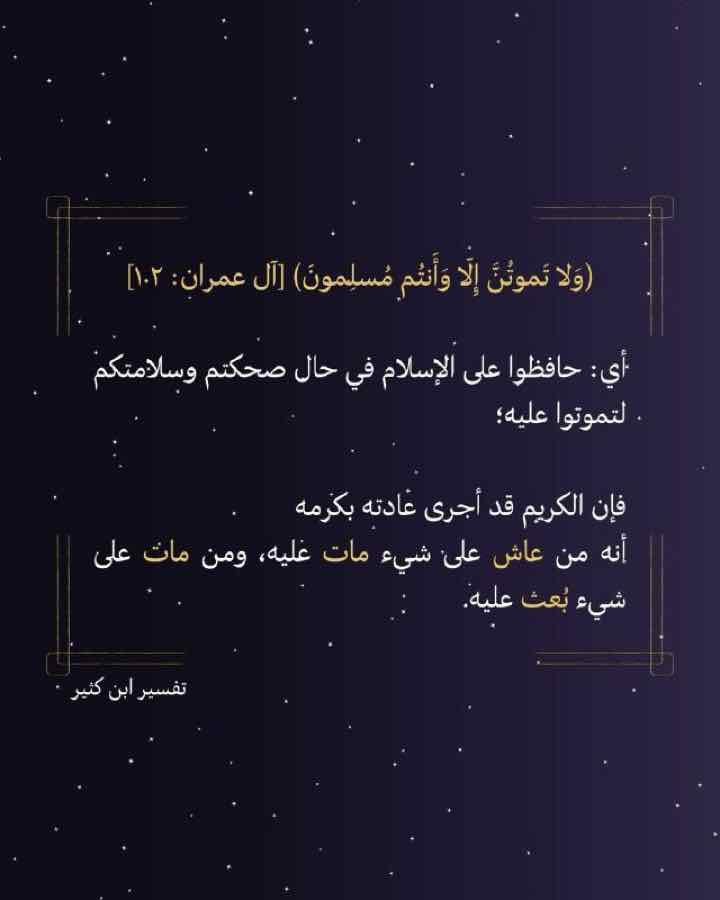 (وَلا تَموتُنَّ إِلّا وَأَنتُم مُسلِمونَ) [آل عمران: ١٠٢]
أي: حافظوا على الإسلام في حال صحكتم وسلامتكم
لتموتوا عليه؛
فإن الكريم قد أجرى عادته بكرمه
أنه من عاش على شيء مات عليه، ومن مات على
شيء بُعث عليه.
تفسير ابن كثير